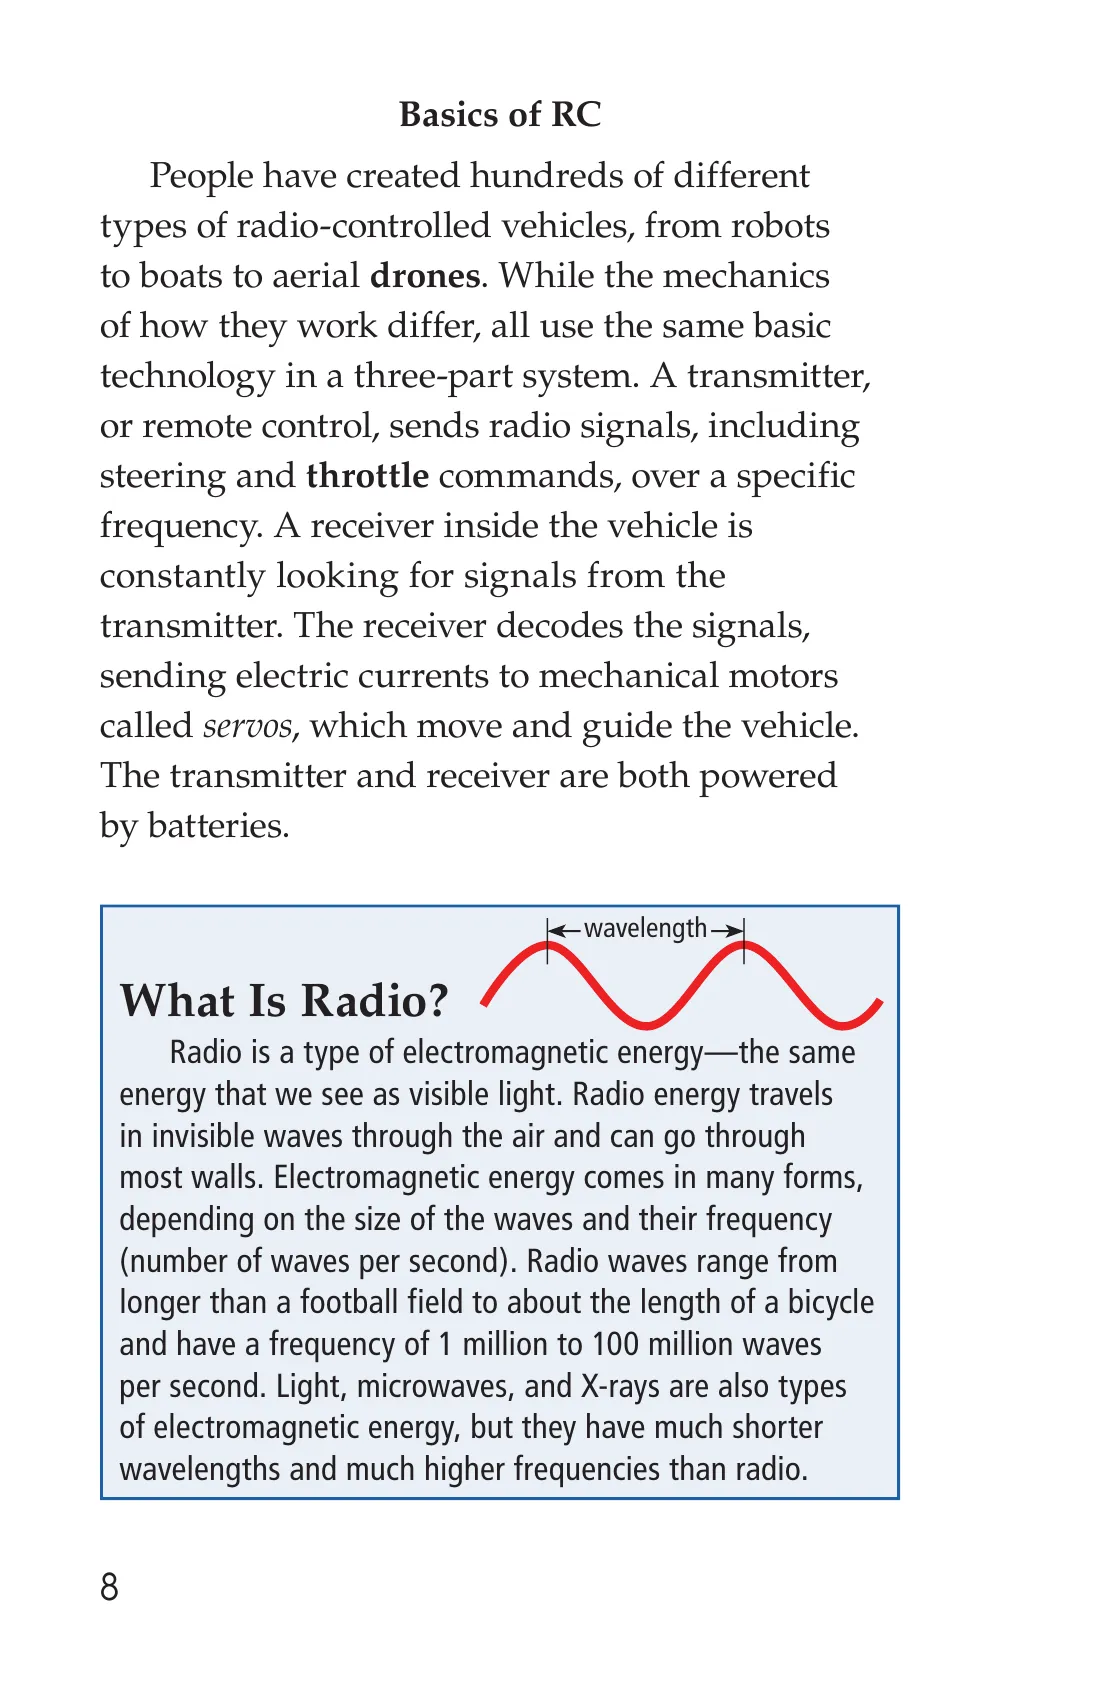 Basics of RC
People have created hundreds of different
types of radio-controlled vehicles, from robots
to boats to aerial drones. While the mechanics
of how they work differ, all use the same basic
technology in a three-part system. A transmitter,
or remote control, sends radio signals, including
steering and throttle commands, over a specific
frequency. A receiver inside the vehicle is
constantly looking for signals from the
transmitter. The receiver decodes the signals,
sending electric currents to mechanical motors
called servos, which move and guide the vehicle.
The transmitter and receiver are both powered
by batteries.
wavelength
What Is Radio?
Radio is a type of electromagnetic energy—the same
energy that we see as visible light. Radio energy travels
in invisible waves through the air and can go through
most walls. Electromagnetic energy comes in many forms,
depending on the size of the waves and their frequency
(number of waves per second). Radio waves range from
longer than a football field to about the length of a bicycle
and have a frequency of 1 million to 100 million waves
per second. Light, microwaves, and X-rays are also types
of electromagnetic energy, but they have much shorter
wavelengths and much higher frequencies than radio.
8